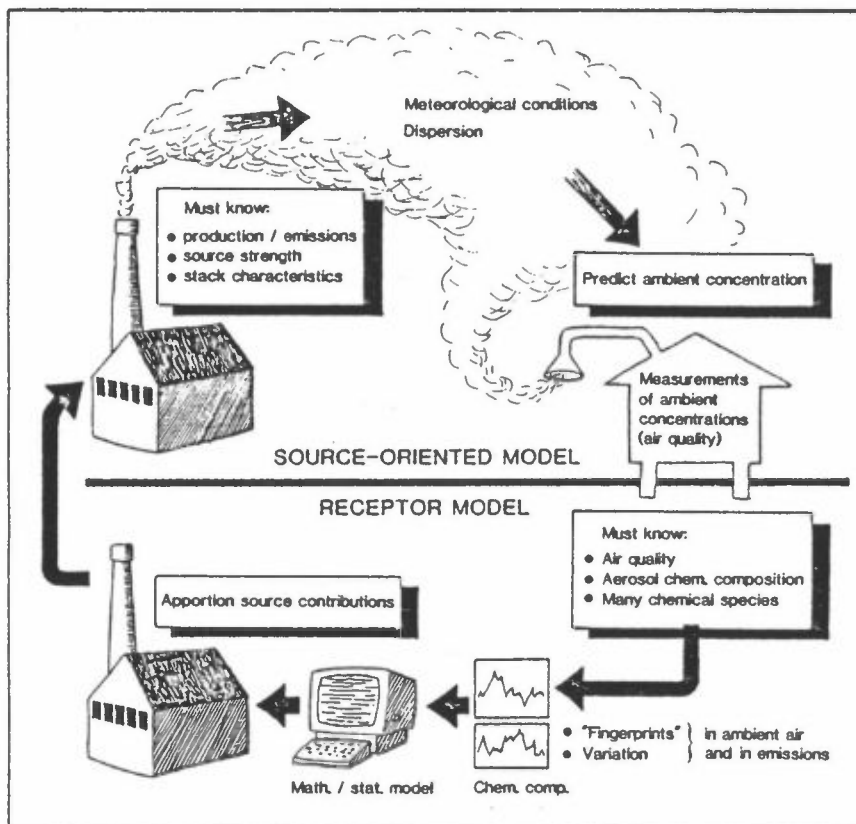 Meteorological conditions
Dispersion
Must know:
• production / emissions
• source strength
• stack characteristics
Predict ambient concentration
Measurements
of ambient
concentrations
(air quality)
SOURCE-ORIENTED MODEL
RECEPTOR MODEL
Must know:
• Air quality
• Aerosol chem. composition
• Many chemical species
Apportion source contributions
• "Fingerprints" } in ambient air
• Variation } and in emissions
Math. / stat. model
Chem. comp.